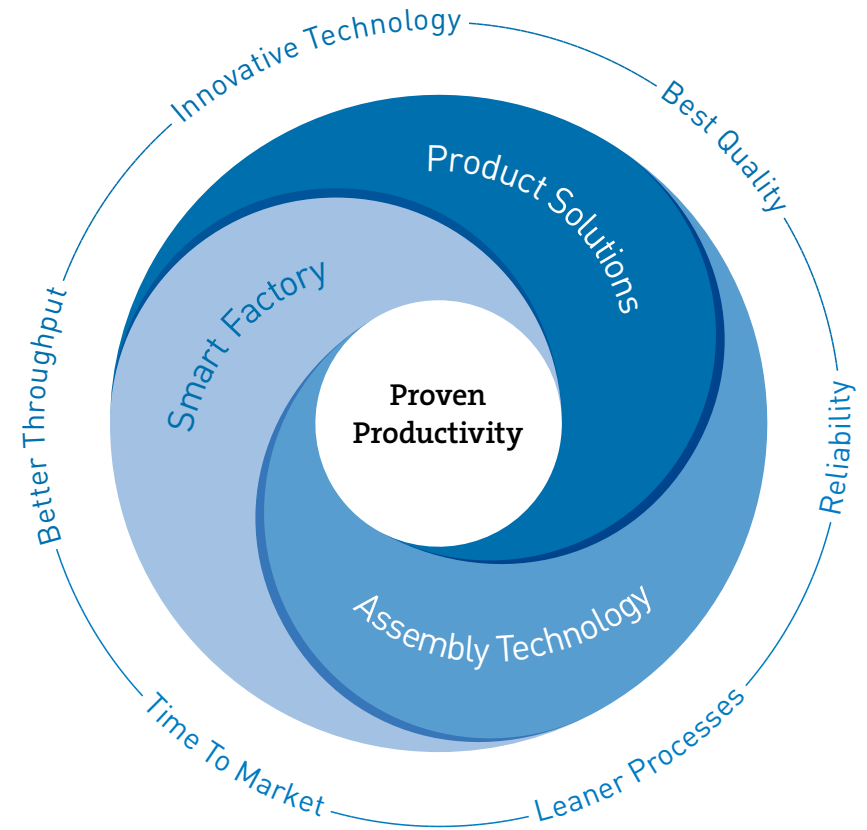 Innovative Technology
Best Quality
Reliability
Leaner Processes
Time To Market
Better Throughput
Product Solutions
Assembly Technology
Smart Factory
Proven
Productivity